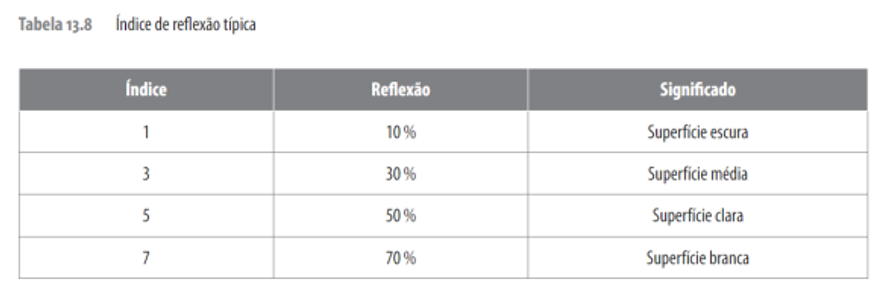 Tabela 13.8 Índice de reflexão típica
Índice Reflexão Significado
1 10 % Superfície escura
3 30 % Superfície média
5 50 % Superfície clara
7 70 % Superfície branca